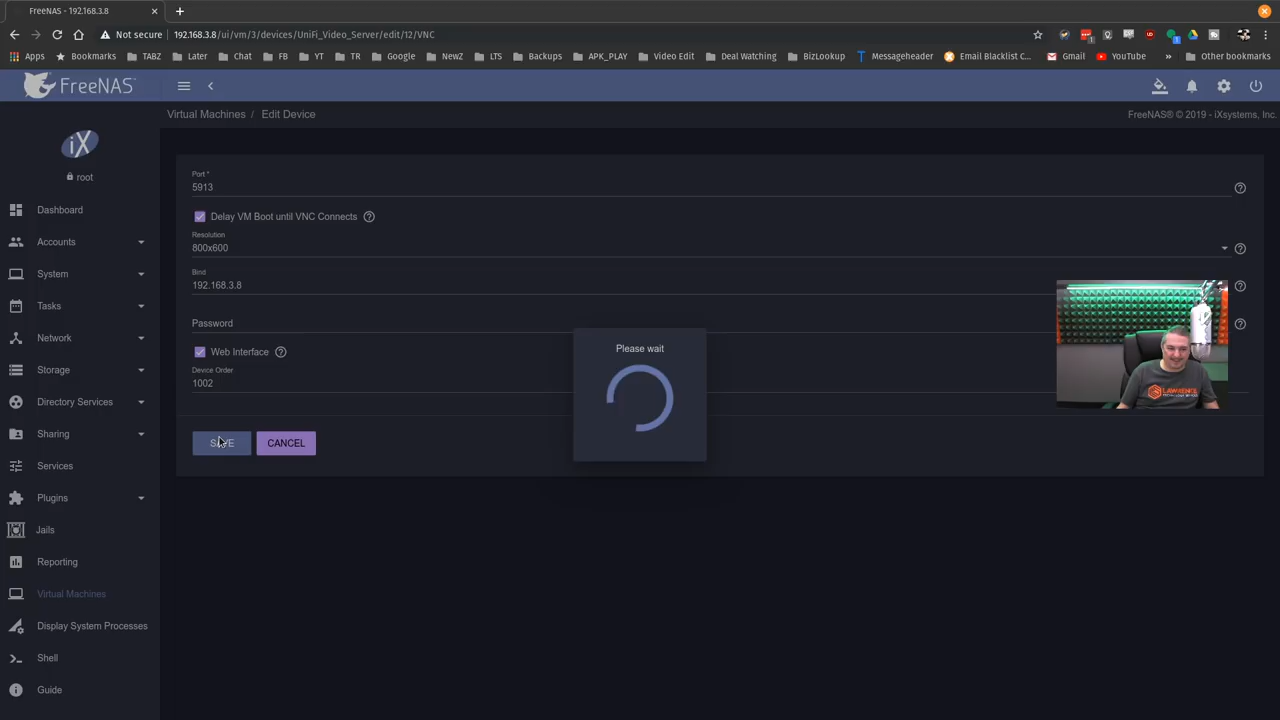 FreeNAS - 192.168.3.8
Not secure 192.168.3.8/ui/vm/3/devices/UniFi_Video_Server/edit/12/VNC
Apps Bookmarks TABZ Later Chat FB YT TR Google NewZ LTS Backups APK_PLAY Video Edit Deal Watching BizLookup Messageheader Email Blacklist C... Gmail YouTube » Other bookmarks
FreeNAS
Virtual Machines / Edit Device
FreeNAS® © 2019 - iXsystems, Inc.
iX
root
Dashboard
Accounts
System
Tasks
Network
Storage
Directory Services
Sharing
Services
Plugins
Jails
Reporting
Virtual Machines
Display System Processes
Shell
Guide
Port *
5913
Delay VM Boot until VNC Connects
Resolution
800x600
Bind
192.168.3.8
Password
Web Interface
Device Order
1002
SAVE
CANCEL
Please wait
LAWRENCE